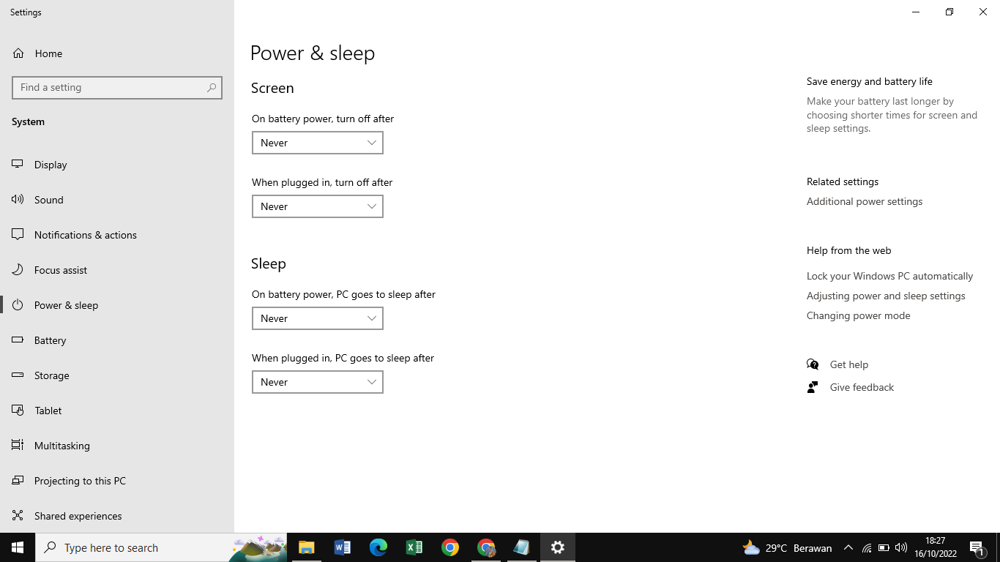 Settings
Home
Find a setting
System
Display
Sound
Notifications & actions
Focus assist
Power & sleep
Battery
Storage
Tablet
Multitasking
Projecting to this PC
Shared experiences
Power & sleep
Screen
On battery power, turn off after
Never
When plugged in, turn off after
Never
Sleep
On battery power, PC goes to sleep after
Never
When plugged in, PC goes to sleep after
Never
Save energy and battery life
Make your battery last longer by
choosing shorter times for screen and
sleep settings.
Related settings
Additional power settings
Help from the web
Lock your Windows PC automatically
Adjusting power and sleep settings
Changing power mode
Get help
Give feedback
Type here to search
29°C Berawan
18:27
16/10/2022
1